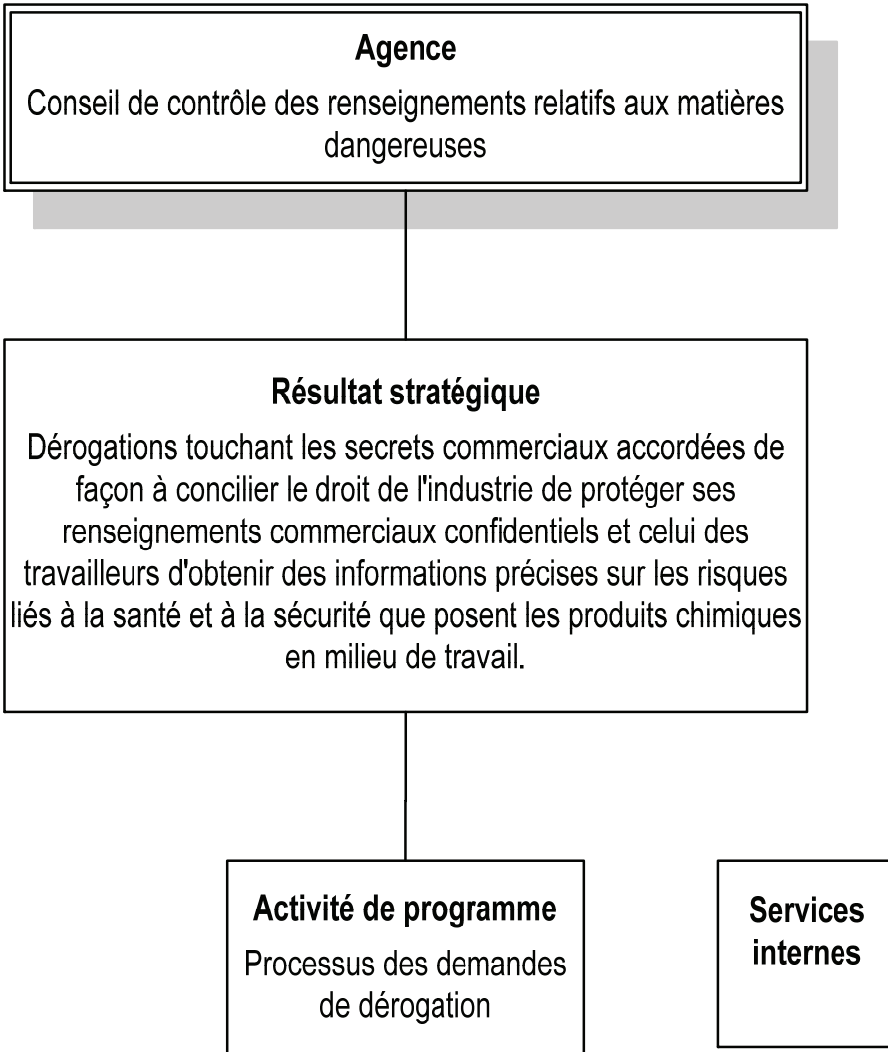 Agence
Conseil de contrôle des renseignements relatifs aux matières
dangereuses
Résultat stratégique
Dérogations touchant les secrets commerciaux accordées de
façon à concilier le droit de l'industrie de protéger ses
renseignements commerciaux confidentiels et celui des
travailleurs d'obtenir des informations précises sur les risques
liés à la santé et à la sécurité que posent les produits chimiques
en milieu de travail.
Activité de programme
Processus des demandes
de dérogation
Services
internes